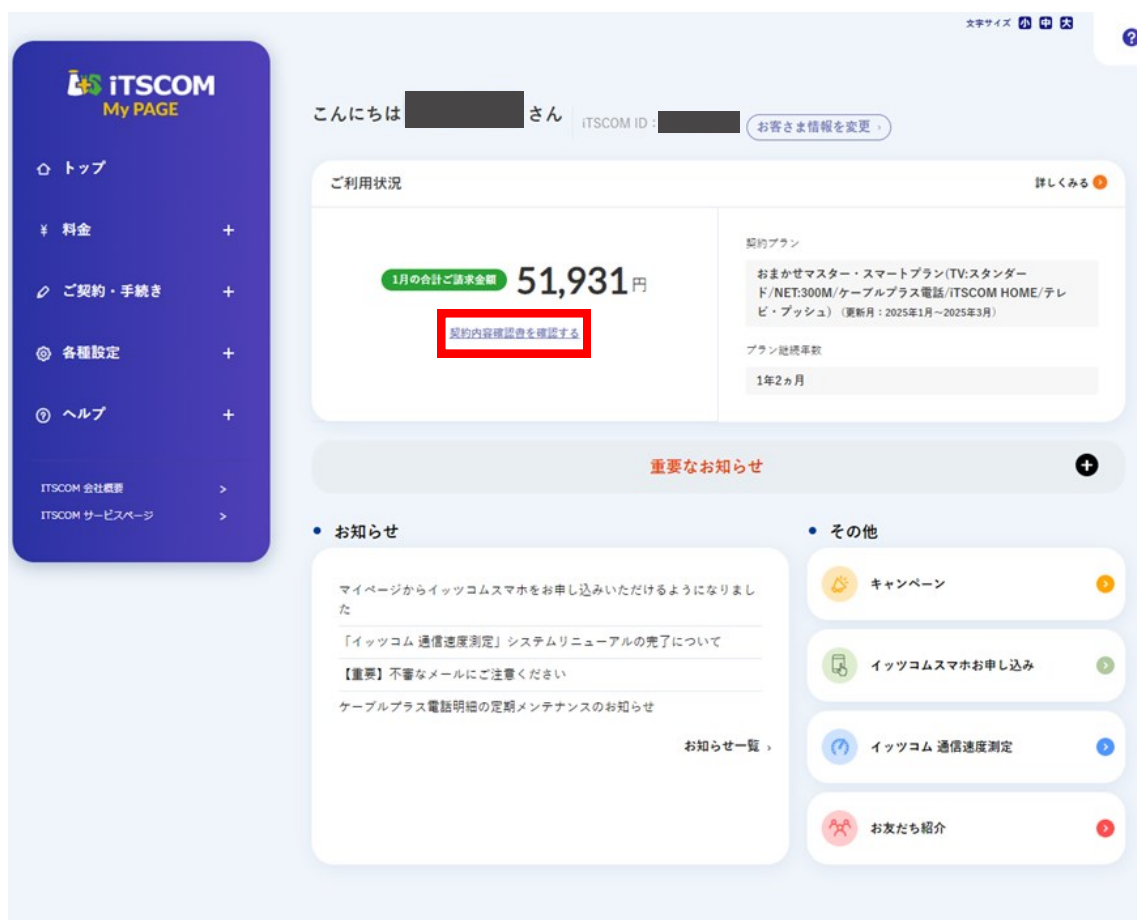 文字サイズ 小 中 大
iTSCOM
My PAGE
トップ
料金
ご契約・手続き
各種設定
ヘルプ
ITSCOM 会社概要
ITSCOM サービスページ
こんにちは さん
iTSCOM ID :
お客さま情報を変更
ご利用状況
詳しくみる
1月の合計ご請求金額 51,931 円
契約内容確認書を確認する
契約プラン
おまかせマスター・スマートプラン(TV:スタンダー
ド/NET:300M/ケーブルプラス電話/iTSCOM HOME/テレ
ビ・プッシュ) (更新月:2025年1月~2025年3月)
プラン継続年数
1年2ヵ月
重要なお知らせ
お知らせ
マイページからイッツコムスマホをお申し込みいただけるようになりまし
た
「イッツコム 通信速度測定」システムリニューアルの完了について
【重要】不審なメールにご注意ください
ケーブルプラス電話明細の定期メンテナンスのお知らせ
お知らせ一覧
その他
キャンペーン
イッツコムスマホお申し込み
イッツコム 通信速度測定
お友だち紹介